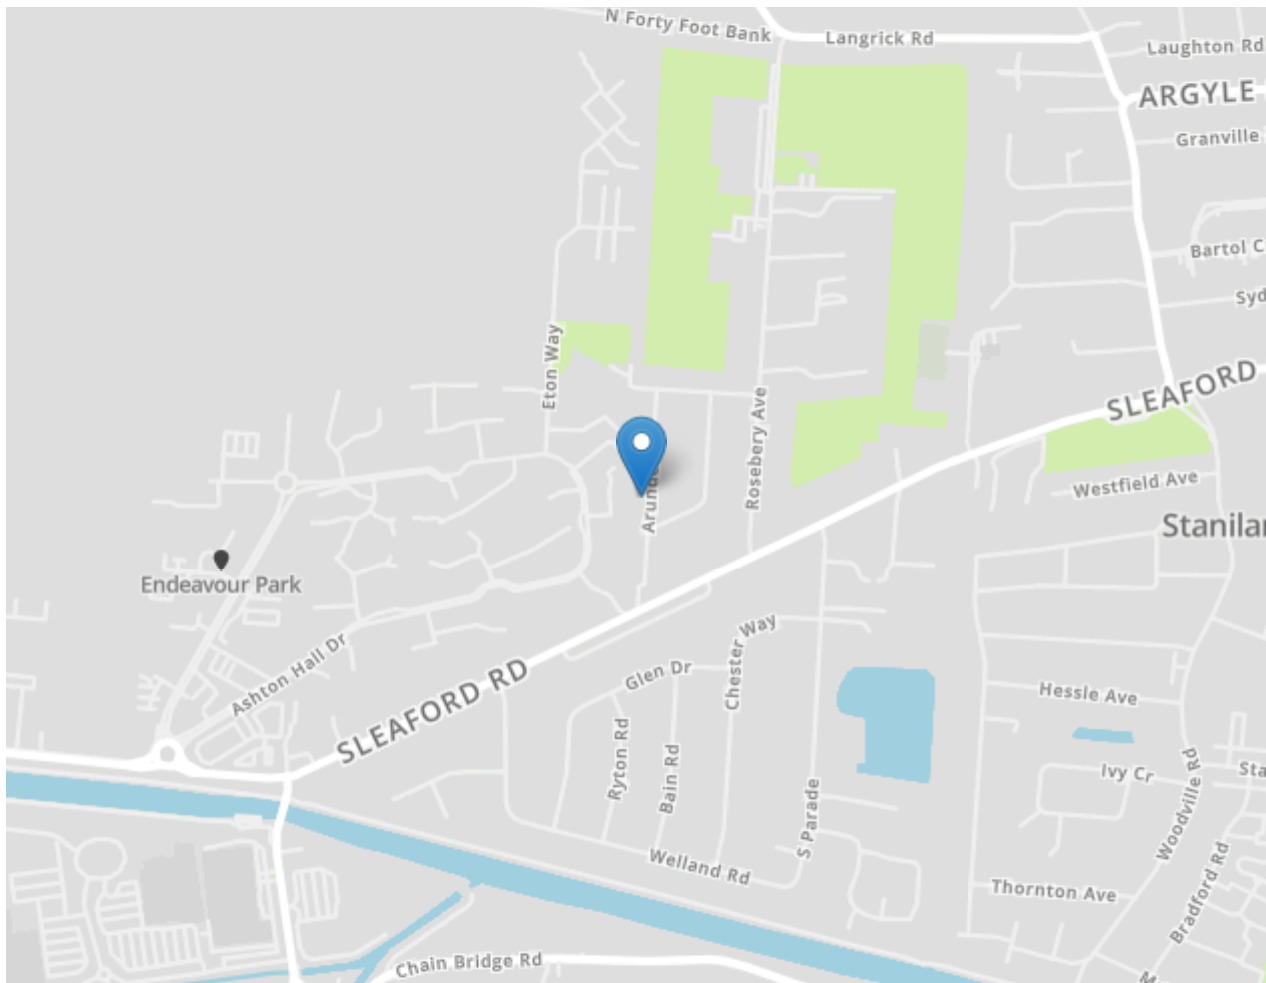 N Forty Foot Bank
Langrick Rd
Laughton Rd
ARGYLE
Granville
Bartol C
Syd
Eton Way
SLEAFORD
Rosebery Ave
Arunde
Westfield Ave
Stanilan
Endeavour Park
Ashton Hall Dr
SLEAFORD RD
Chester Way
Glen Dr
Hessle Ave
Ryton Rd
Bain Rd
S Parade
Ivy Cr
Sta
Woodville Rd
Welland Rd
Thornton Ave
Bradford Rd
Chain Bridge Rd